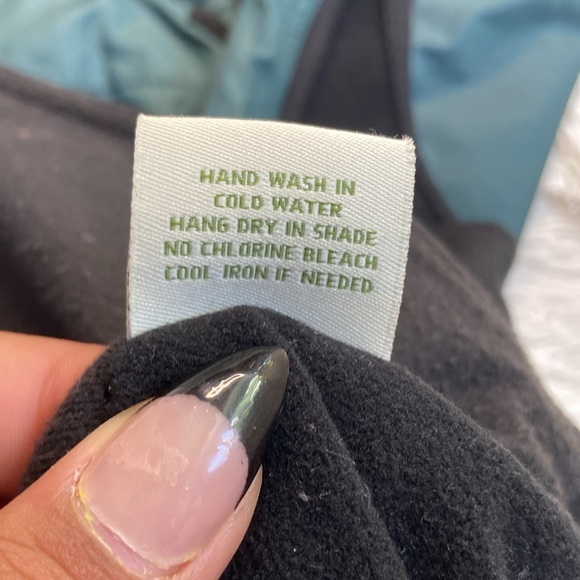 HAND WASH IN
COLD WATER
HANG DRY IN SHADE
NO CHLORINE BLEACH
COOL IRON IF NEEDED